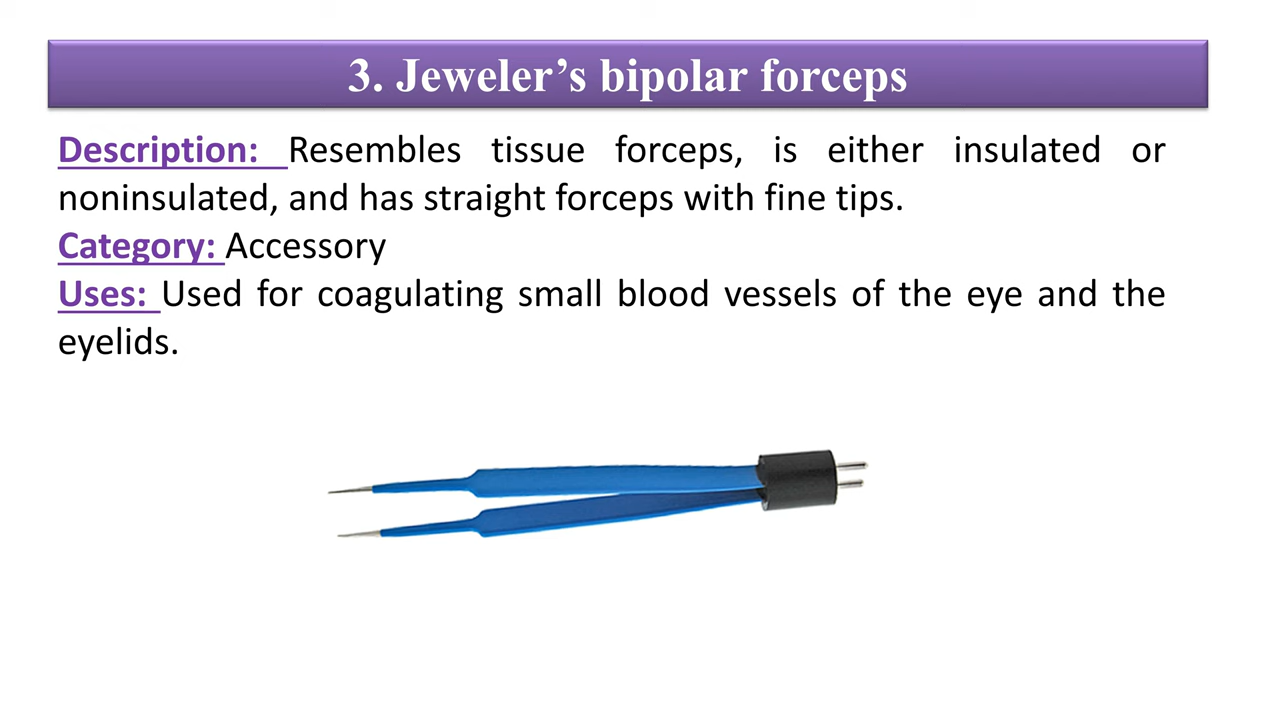 3. Jeweler’s bipolar forceps
Description: Resembles tissue forceps, is either insulated or
noninsulated, and has straight forceps with fine tips.
Category: Accessory
Uses: Used for coagulating small blood vessels of the eye and the
eyelids.